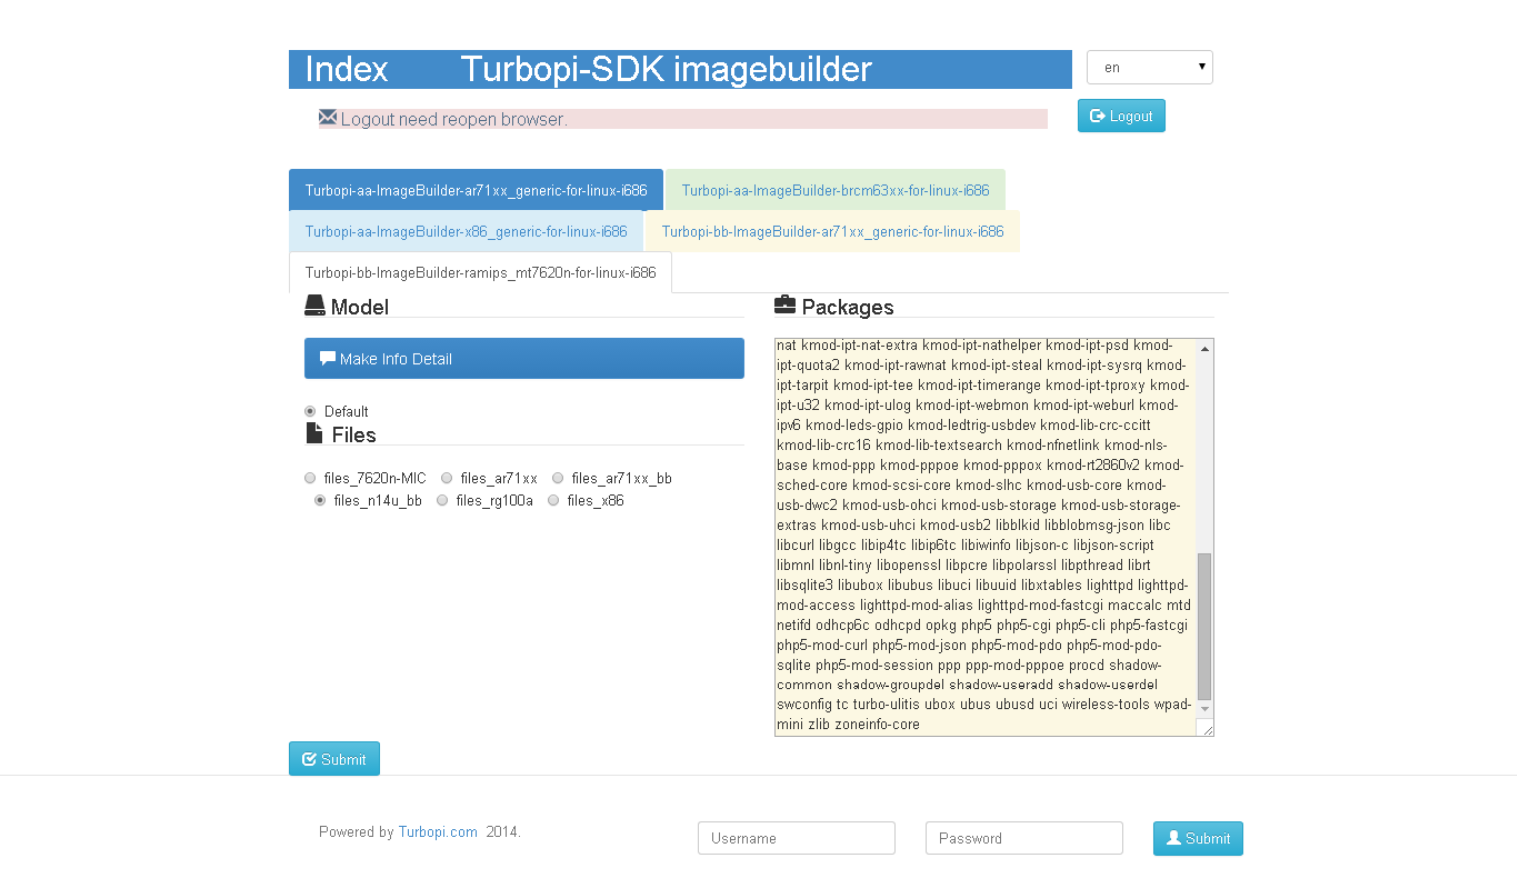 Index Turbopi-SDK imagebuilder en
Logout need reopen browser. Logout
Turbopi-aa-ImageBuilder-ar71xx_generic-for-linux-i686 Turbopi-aa-ImageBuilder-brcm63xx-for-linux-i686
Turbopi-aa-ImageBuilder-x86_generic-for-linux-i686 Turbopi-bb-ImageBuilder-ar71xx_generic-for-linux-i686
Turbopi-bb-ImageBuilder-ramips_mt7620n-for-linux-i686
Model
Make Info Detail
Default
Files
files_7620n-MIC files_ar71xx files_ar71xx_bb
files_n14u_bb files_rg100a files_x86
Packages
nat kmod-ipt-nat-extra kmod-ipt-nathelper kmod-ipt-psd kmod-
ipt-quota2 kmod-ipt-rawnat kmod-ipt-steal kmod-ipt-sysrq kmod-
ipt-tarpit kmod-ipt-tee kmod-ipt-timerange kmod-ipt-tproxy kmod-
ipt-u32 kmod-ipt-ulog kmod-ipt-webmon kmod-ipt-weburl kmod-
ipv6 kmod-leds-gpio kmod-ledtrig-usbdev kmod-lib-crc-ccitt
kmod-lib-crc16 kmod-lib-textsearch kmod-nfnetlink kmod-nls-
base kmod-ppp kmod-pppoe kmod-pppox kmod-rt2860v2 kmod-
sched-core kmod-scsi-core kmod-slhc kmod-usb-core kmod-
usb-dwc2 kmod-usb-ohci kmod-usb-storage kmod-usb-storage-
extras kmod-usb-uhci kmod-usb2 libblkid libblobmsg-json libc
libcurl libgcc libip4tc libip6tc libiwinfo libjson-c libjson-script
libmnl libnl-tiny libopenssl libpcre libpolarssl libpthread librt
libsqlite3 libubox libubus libuci libuuid libxtables lighttpd lighttpd-
mod-access lighttpd-mod-alias lighttpd-mod-fastcgi maccalc mtd
netifd odhcp6c odhcpd opkg php5 php5-cgi php5-cli php5-fastcgi
php5-mod-curl php5-mod-json php5-mod-pdo php5-mod-pdo-
sqlite php5-mod-session ppp ppp-mod-pppoe procd shadow-
common shadow-groupdel shadow-useradd shadow-userdel
swconfig tc turbo-ulitis ubox ubus ubusd uci wireless-tools wpad-
mini zlib zoneinfo-core
Submit
Powered by Turbopi.com 2014. Username Password Submit